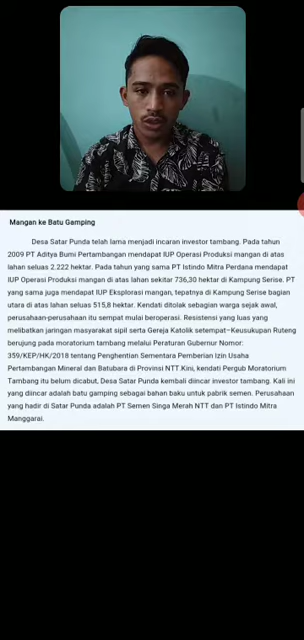 Mangan ke Batu Gamping
Desa Satar Punda telah lama menjadi incaran investor tambang. Pada tahun
2009 PT Aditya Bumi Pertambangan mendapat IUP Operasi Produksi mangan di atas
lahan seluas 2.222 hektar. Pada tahun yang sama PT Istindo Mitra Perdana mendapat
IUP Operasi Produksi mangan di atas lahan sekitar 736,30 hektar di Kampung Serise. PT
yang sama juga mendapat IUP Eksplorasi mangan, tepatnya di Kampung Serise bagian
utara di atas lahan seluas 515,8 hektar. Kendati ditolak sebagian warga sejak awal,
perusahaan-perusahaan itu sempat mulai beroperasi. Resistensi yang luas yang
melibatkan jaringan masyarakat sipil serta Gereja Katolik setempat–Keusukupan Ruteng
berujung pada moratorium tambang melalui Peraturan Gubernur Nomor:
359/KEP/HK/2018 tentang Penghentian Sementara Pemberian Izin Usaha
Pertambangan Mineral dan Batubara di Provinsi NTT.Kini, kendati Pergub Moratorium
Tambang itu belum dicabut, Desa Satar Punda kembali diincar investor tambang. Kali ini
yang diincar adalah batu gamping sebagai bahan baku untuk pabrik semen. Perusahaan
yang hadir di Satar Punda adalah PT Semen Singa Merah NTT dan PT Istindo Mitra
Manggarai.